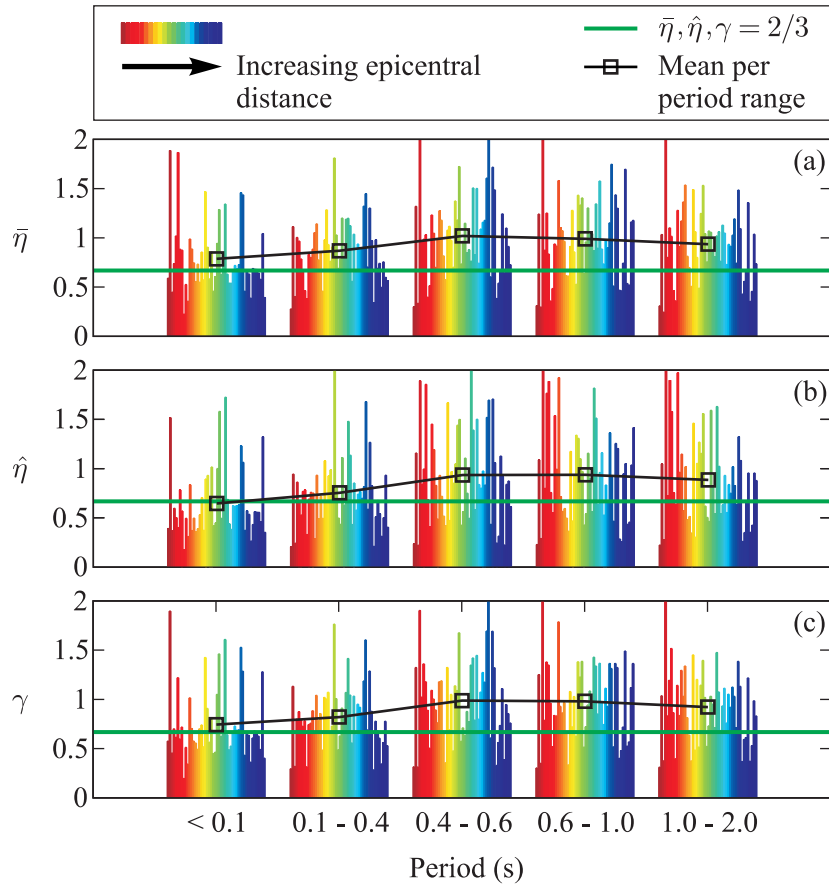 η̄, η̂, γ = 2/3
Increasing epicentral
distance
Mean per
period range
2
1.5
1
0.5
0
η̄
(a)
2
1.5
1
0.5
0
η̂
(b)
2
1.5
1
0.5
0
γ
(c)
< 0.1 0.1 - 0.4 0.4 - 0.6 0.6 - 1.0 1.0 - 2.0
Period (s)